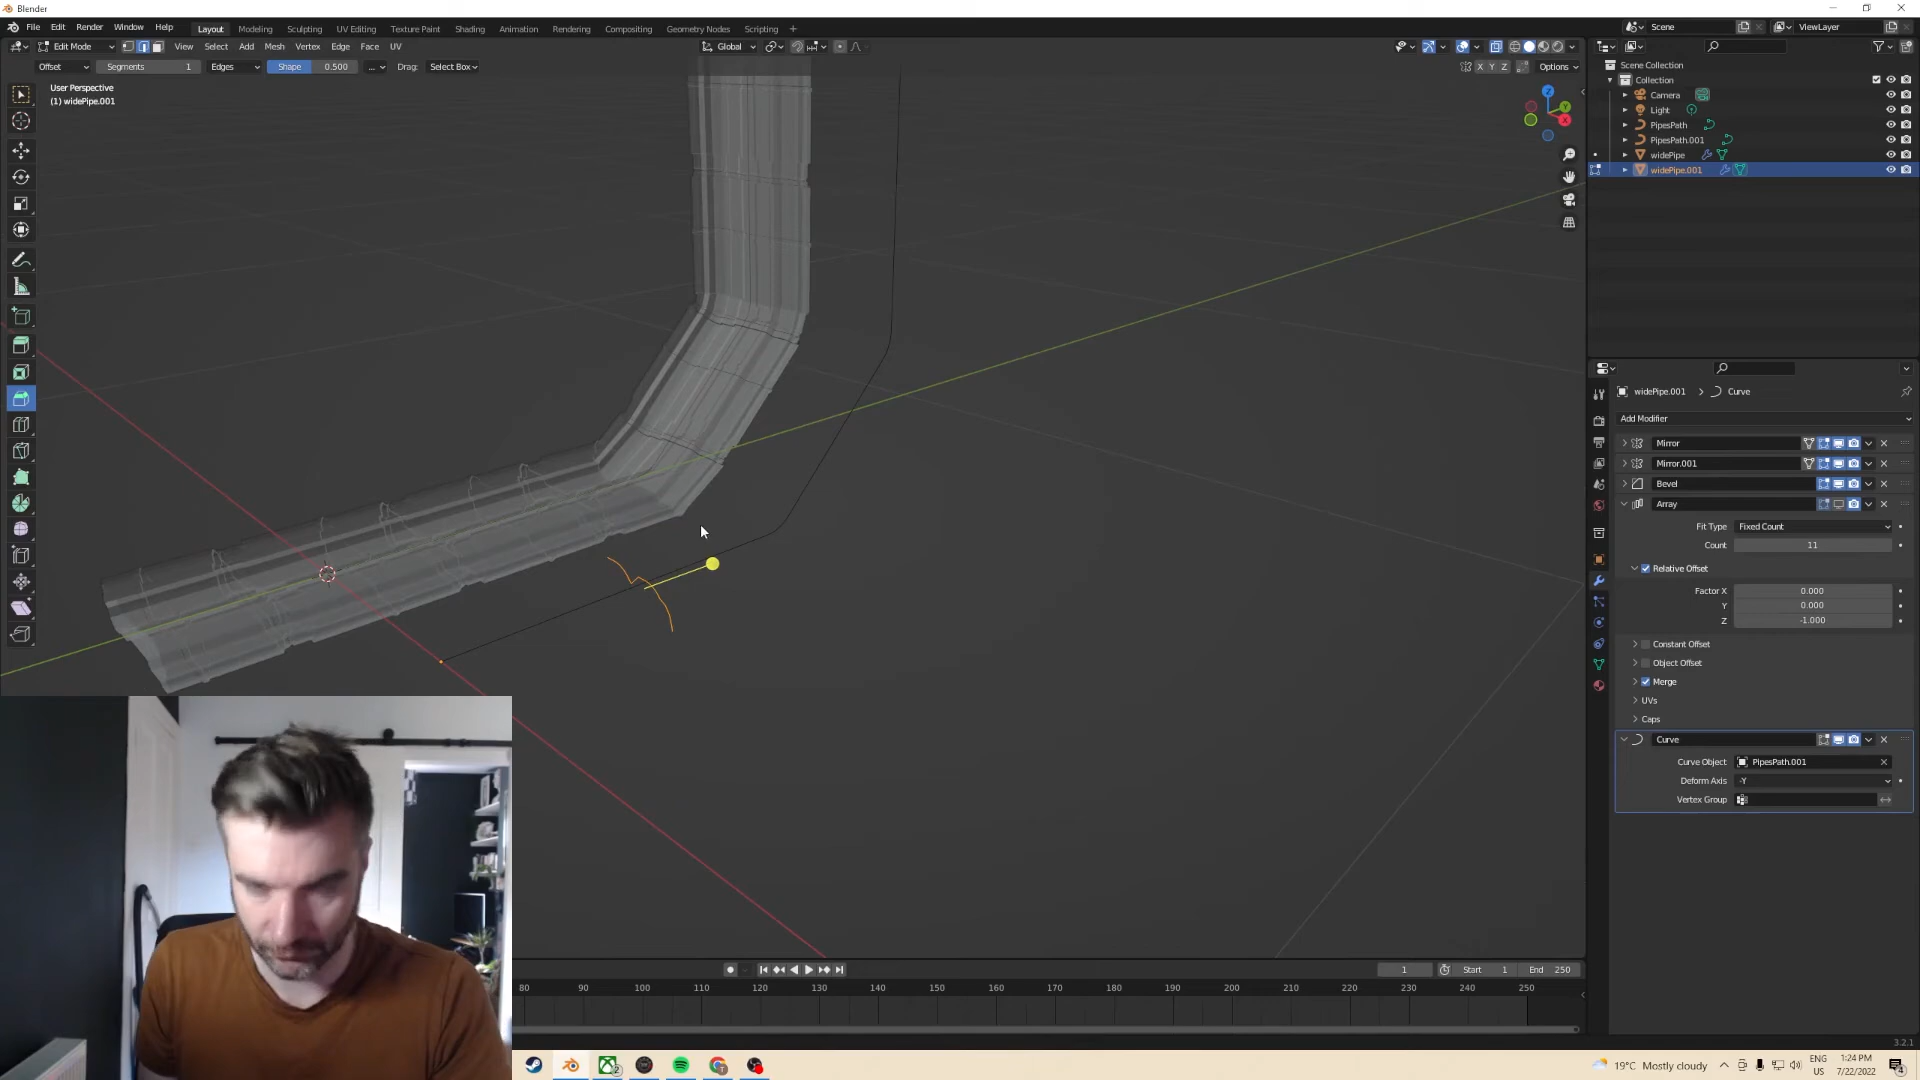 Blender
File Edit Render Window Help
Layout Modeling Sculpting UV Editing Texture Paint Shading Animation Rendering Compositing Geometry Nodes Scripting +
Scene
ViewLayer
Edit Mode View Select Add Mesh Vertex Edge Face UV
Global
Offset Segments 1 Edges Shape 0.500 ... Drag: Select Box
X Y Z Options
User Perspective
(1) widePipe.001
Z
Y
X
Scene Collection
Collection
Camera
Light
PipesPath
PipesPath.001
widePipe
widePipe.001
widePipe.001 > Curve
Add Modifier
Mirror
Mirror.001
Bevel
Array
Fit Type Fixed Count
Count 11
Relative Offset
Factor X 0.000
Y 0.000
Z -1.000
Constant Offset
Object Offset
Merge
UVs
Caps
Curve
Curve Object PipesPath.001
Deform Axis -Y
Vertex Group
1 Start 1 End 250
80 90 100 110 120 130 140 150 160 170 180 190 200 210 220 230 240 250
3.2.1
2
19°C Mostly cloudy
ENG
US
1:24 PM
7/22/2022
4